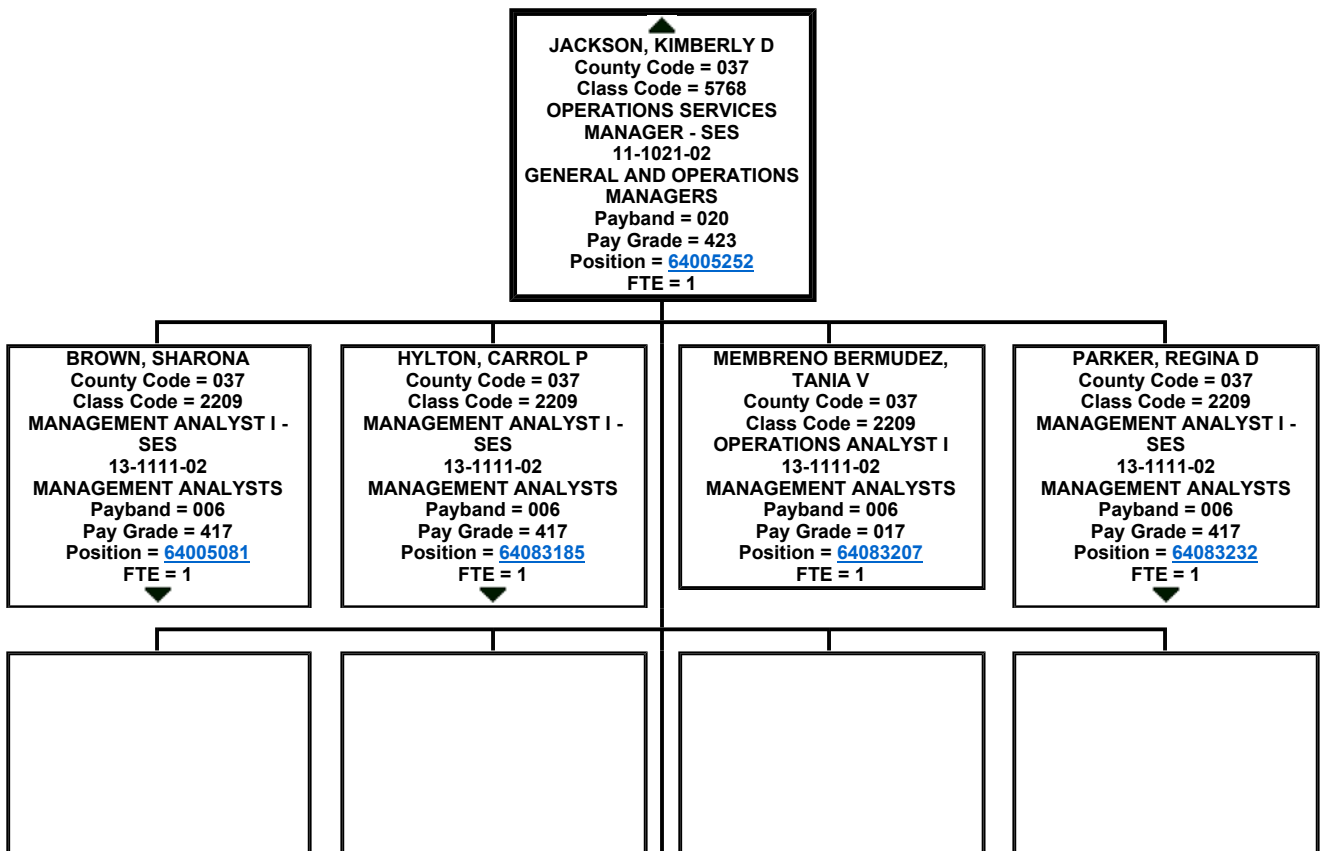 JACKSON, KIMBERLY D
County Code = 037
Class Code = 5768
OPERATIONS SERVICES
MANAGER - SES
11-1021-02
GENERAL AND OPERATIONS
MANAGERS
Payband = 020
Pay Grade = 423
Position = 64005252
FTE = 1
BROWN, SHARONA
County Code = 037
Class Code = 2209
MANAGEMENT ANALYST I -
SES
13-1111-02
MANAGEMENT ANALYSTS
Payband = 006
Pay Grade = 417
Position = 64005081
FTE = 1
HYLTON, CARROL P
County Code = 037
Class Code = 2209
MANAGEMENT ANALYST I -
SES
13-1111-02
MANAGEMENT ANALYSTS
Payband = 006
Pay Grade = 417
Position = 64083185
FTE = 1
MEMBRENO BERMUDEZ,
TANIA V
County Code = 037
Class Code = 2209
OPERATIONS ANALYST I
13-1111-02
MANAGEMENT ANALYSTS
Payband = 006
Pay Grade = 017
Position = 64083207
FTE = 1
PARKER, REGINA D
County Code = 037
Class Code = 2209
MANAGEMENT ANALYST I -
SES
13-1111-02
MANAGEMENT ANALYSTS
Payband = 006
Pay Grade = 417
Position = 64083232
FTE = 1